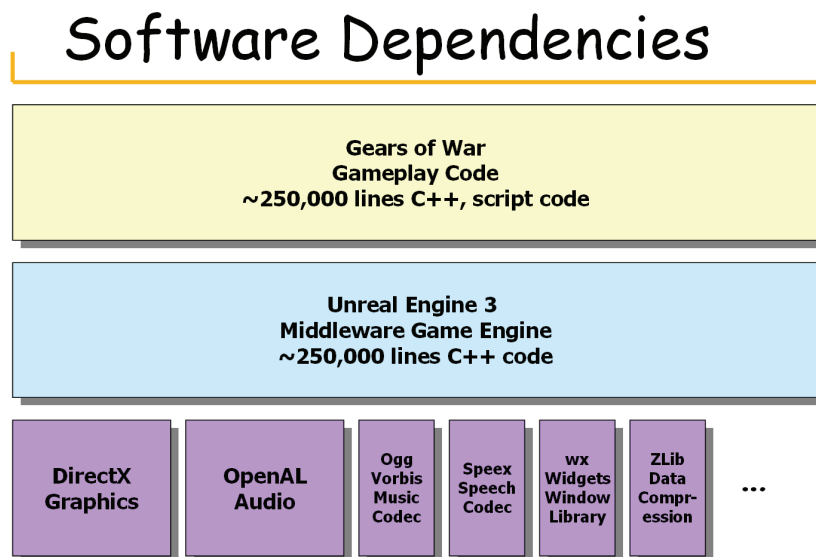 Software Dependencies
Gears of War
Gameplay Code
~250,000 lines C++, script code
Unreal Engine 3
Middleware Game Engine
~250,000 lines C++ code
DirectX
Graphics
OpenAL
Audio
Ogg
Vorbis
Music
Codec
Speex
Speech
Codec
wx
Widgets
Window
Library
ZLib
Data
Compr-
ession
...